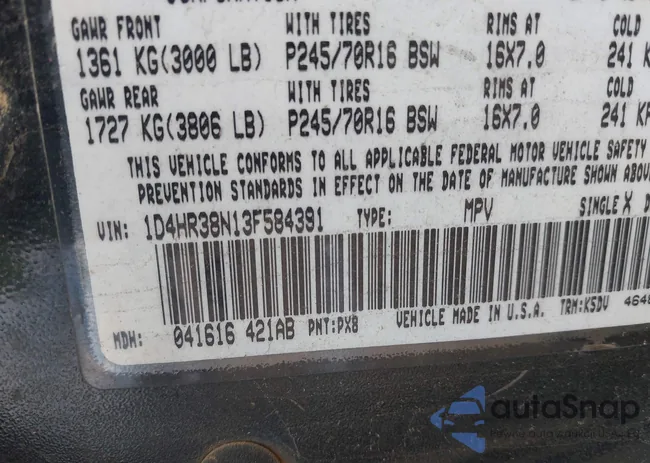 GAWR FRONT WITH TIRES RIMS AT COLD
1361 KG(3000 LB) P245/70R16 BSW 16X7.0 241
GAWR REAR WITH TIRES RIMS AT COLD
1727 KG(3806 LB) P245/70R16 BSW 16X7.0 241
THIS VEHICLE CONFORMS TO ALL APPLICABLE FEDERAL MOTOR VEHICLE SAFETY
PREVENTION STANDARDS IN EFFECT ON THE DATE OF MANUFACTURE SHOWN ABOVE
VIN: 1D4HR38N13F584391 TYPE: MPV SINGLE X
MDH: 041616 421AB PNT:PX8 VEHICLE MADE IN U.S.A. TRM:K5DV 464
autoSnap